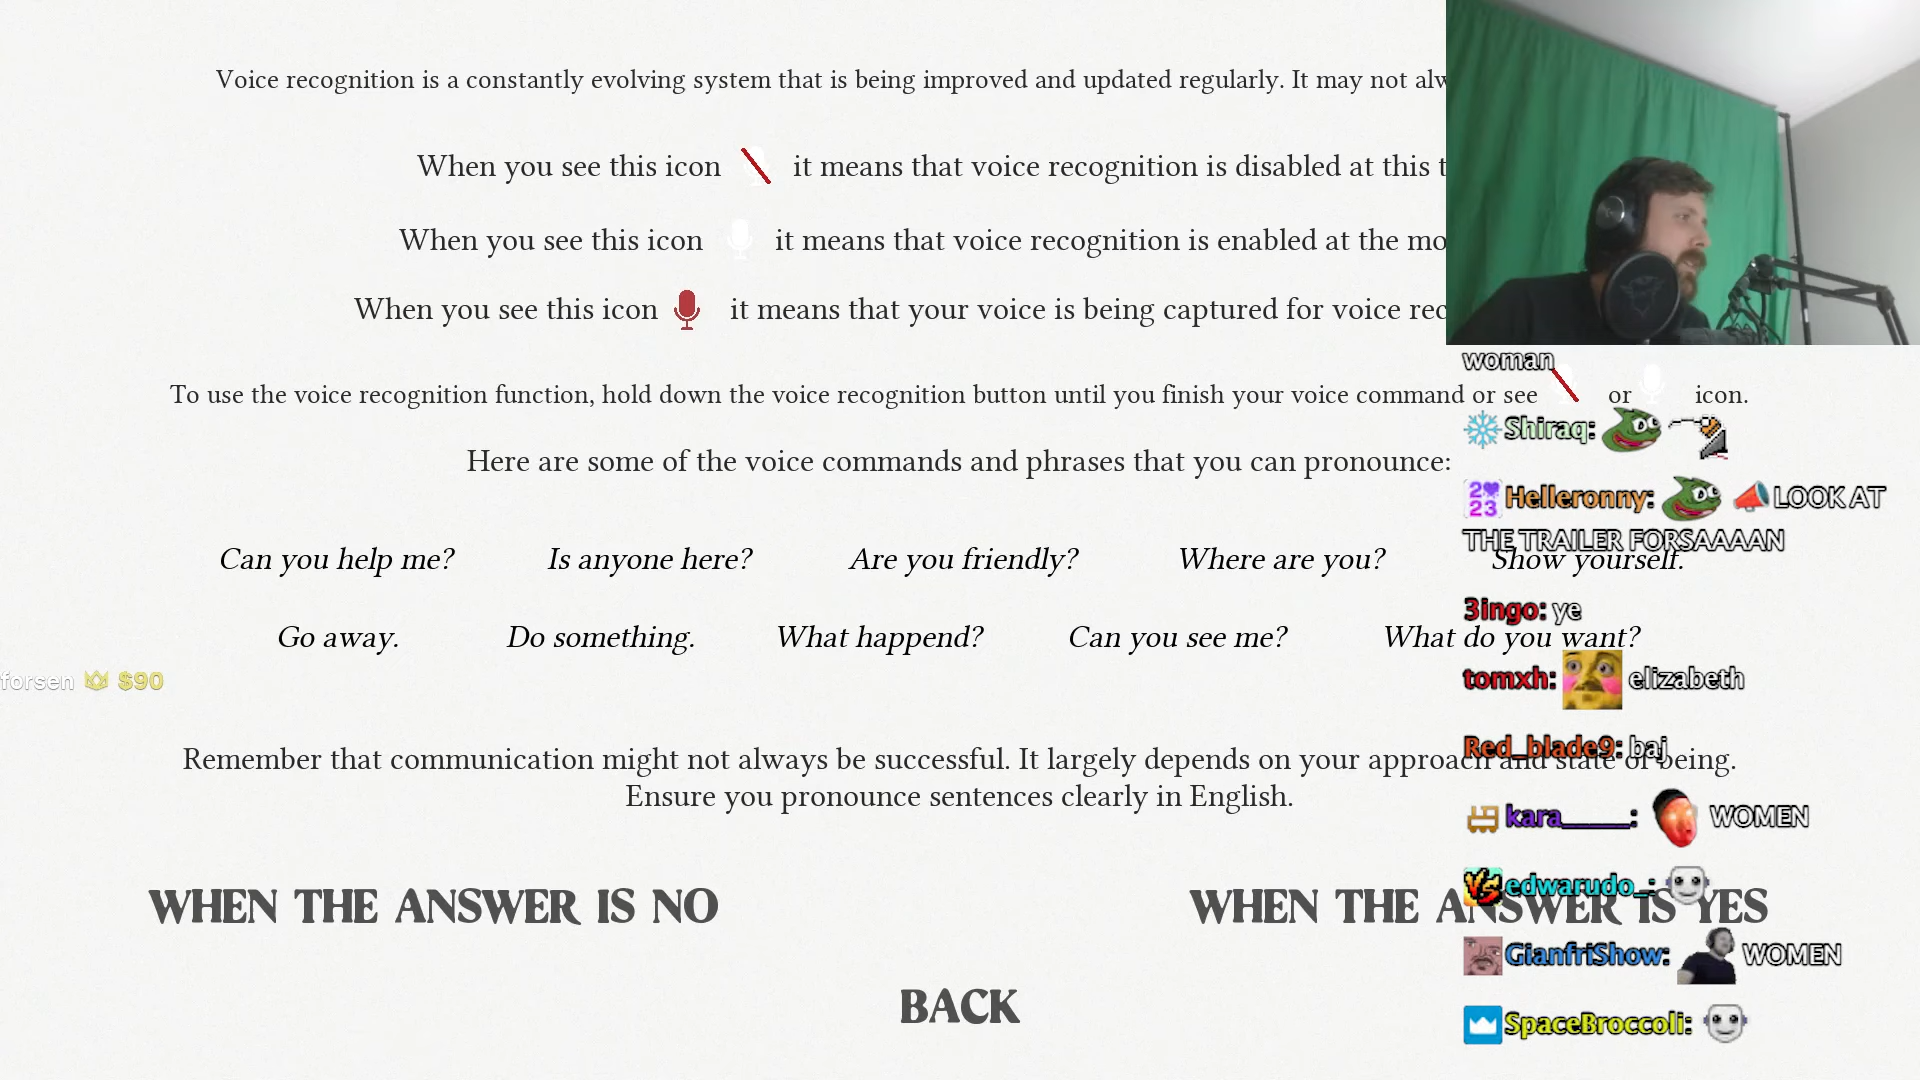 Voice recognition is a constantly evolving system that is being improved and updated regularly. It may not alw
When you see this icon it means that voice recognition is disabled at this t
When you see this icon it means that voice recognition is enabled at the mo
When you see this icon it means that your voice is being captured for voice rec
To use the voice recognition function, hold down the voice recognition button until you finish your voice command or see or icon.
Here are some of the voice commands and phrases that you can pronounce:
Can you help me? Is anyone here? Are you friendly? Where are you? Show yourself.
Go away. Do something. What happend? Can you see me? What do you want?
forsen $90
Remember that communication might not always be successful. It largely depends on your approach and state of being.
Ensure you pronounce sentences clearly in English.
WHEN THE ANSWER IS NO
WHEN THE ANSWER IS YES
BACK
woman
Shiraq:
2023 Helleronny: LOOK AT
THE TRAILER FORSAAAAN
3ingo: ye
tomxh: elizabeth
Red_blade9: baj
kara_____: WOMEN
edwarudo_:
GianfriShow: WOMEN
SpaceBroccoli: